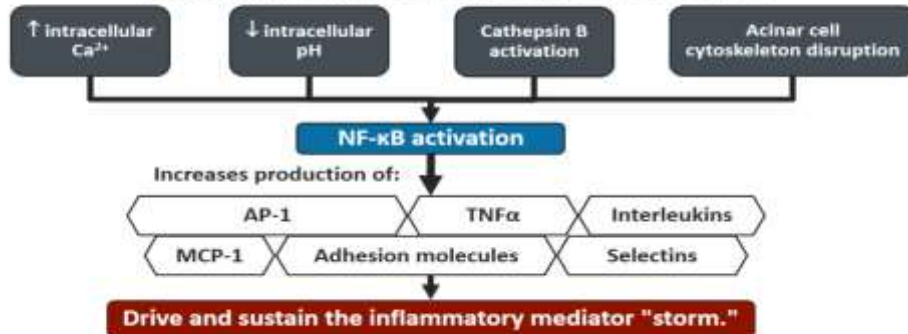 ↑ intracellular
Ca²⁺
↓ intracellular
pH
Cathepsin B
activation
Acinar cell
cytoskeleton disruption
NF-κB activation
Increases production of:
AP-1
TNFα
Interleukins
MCP-1
Adhesion molecules
Selectins
Drive and sustain the inflammatory mediator "storm."